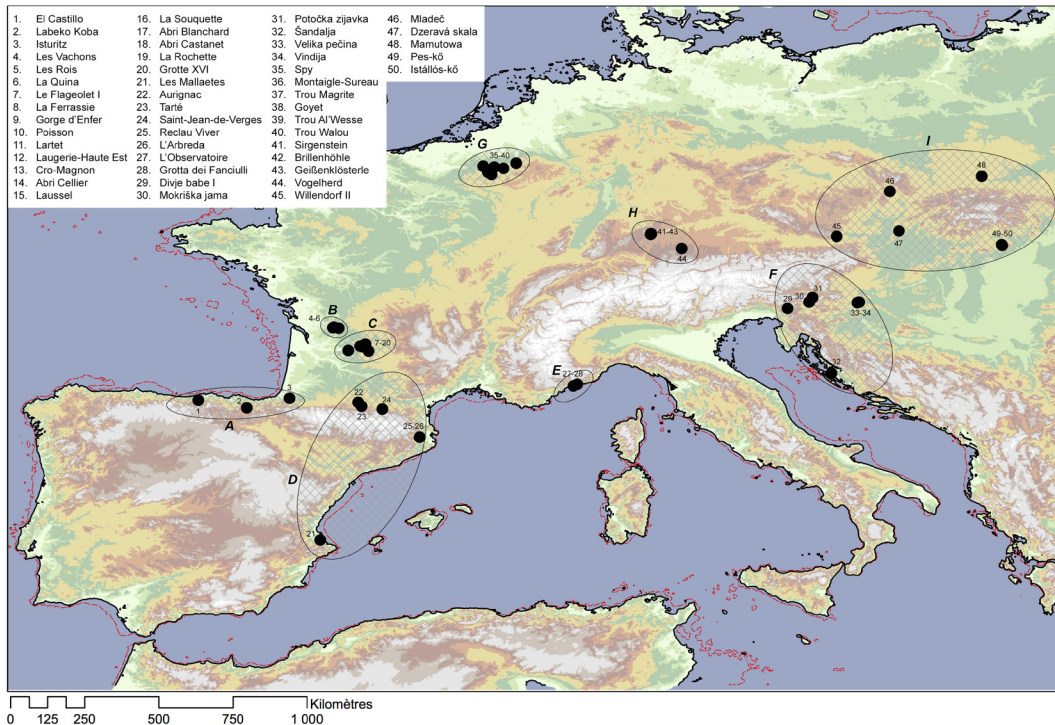 1. El Castillo
2. Labeko Koba
3. Isturitz
4. Les Vachons
5. Les Rois
6. La Quina
7. Le Flageolet I
8. La Ferrassie
9. Gorge d'Enfer
10. Poisson
11. Lartet
12. Laugerie-Haute Est
13. Cro-Magnon
14. Abri Cellier
15. Laussel
16. La Souquette
17. Abri Blanchard
18. Abri Castanet
19. La Rochette
20. Grotte XVI
21. Les Mallaetes
22. Aurignac
23. Tarté
24. Saint-Jean-de-Verges
25. Reclau Viver
26. L'Arbreda
27. L'Observatoire
28. Grotta dei Fanciulli
29. Divje babe I
30. Mokriška jama
31. Potočka zijavka
32. Šandalja
33. Velika pečina
34. Vindija
35. Spy
36. Montaigle-Sureau
37. Trou Magrite
38. Goyet
39. Trou Al'Wesse
40. Trou Walou
41. Sirgenstein
42. Brillenhöhle
43. Geißenklösterle
44. Vogelherd
45. Willendorf II
46. Mladeč
47. Dzeravá skala
48. Mamutowa
49. Pes-kő
50. Istállós-kő
G
35-40
I
48
46
H
41-43
45
47
49-50
44
F
31
30
29
33-34
B
4-6
C
7-20
32
E
27-28
3
2
1
A
22
23
24
25-26
D
21
Kilomètres
0 125 250 500 750 1 000